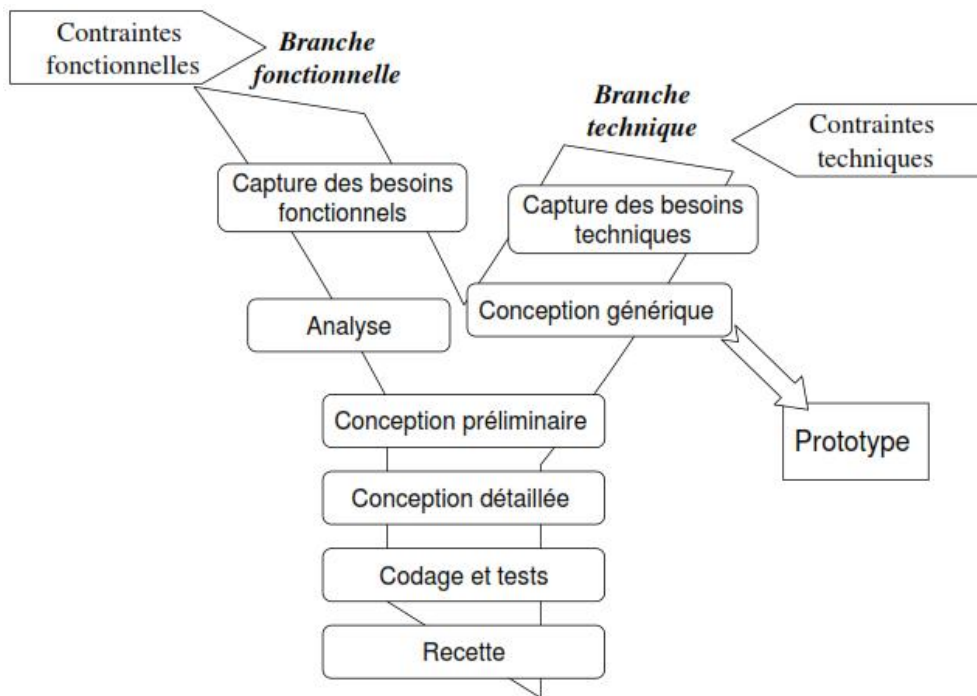 Contraintes
fonctionnelles
Branche
fonctionnelle
Branche
technique
Contraintes
techniques
Capture des besoins
fonctionnels
Capture des besoins
techniques
Analyse
Conception générique
Conception préliminaire
Prototype
Conception détaillée
Codage et tests
Recette